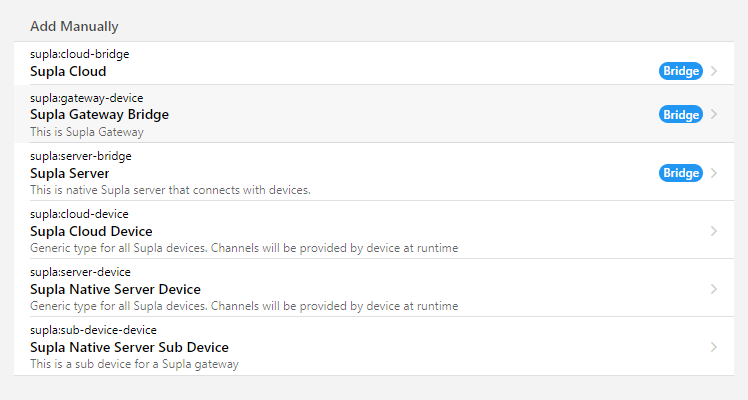 Add Manually
supla:cloud-bridge
Supla Cloud
Bridge
supla:gateway-device
Supla Gateway Bridge
Bridge
This is Supla Gateway
supla:server-bridge
Supla Server
Bridge
This is native Supla server that connects with devices.
supla:cloud-device
Supla Cloud Device
Generic type for all Supla devices. Channels will be provided by device at runtime
supla:server-device
Supla Native Server Device
Generic type for all Supla devices. Channels will be provided by device at runtime
supla:sub-device-device
Supla Native Server Sub Device
This is a sub device for a Supla gateway